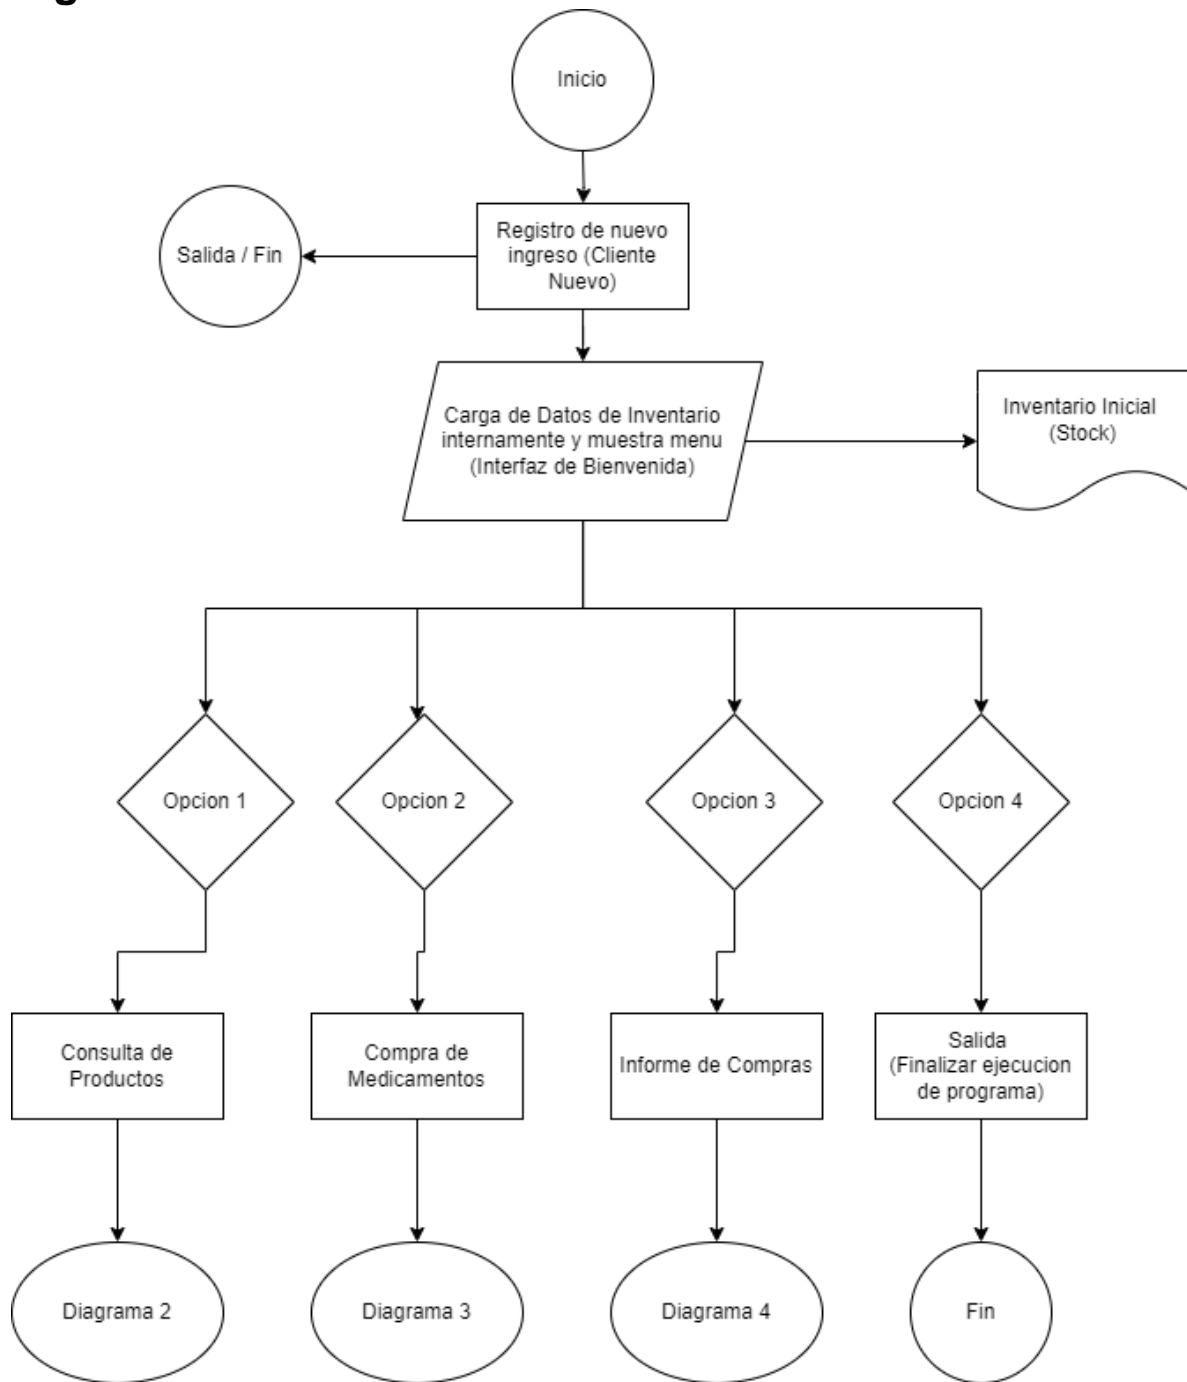 Inicio
Registro de nuevo
ingreso (Cliente
Nuevo)
Salida / Fin
Carga de Datos de Inventario
internamente y muestra menu
(Interfaz de Bienvenida)
Inventario Inicial
(Stock)
Opcion 1
Opcion 2
Opcion 3
Opcion 4
Consulta de
Productos
Compra de
Medicamentos
Informe de Compras
Salida
(Finalizar ejecucion
de programa)
Diagrama 2
Diagrama 3
Diagrama 4
Fin